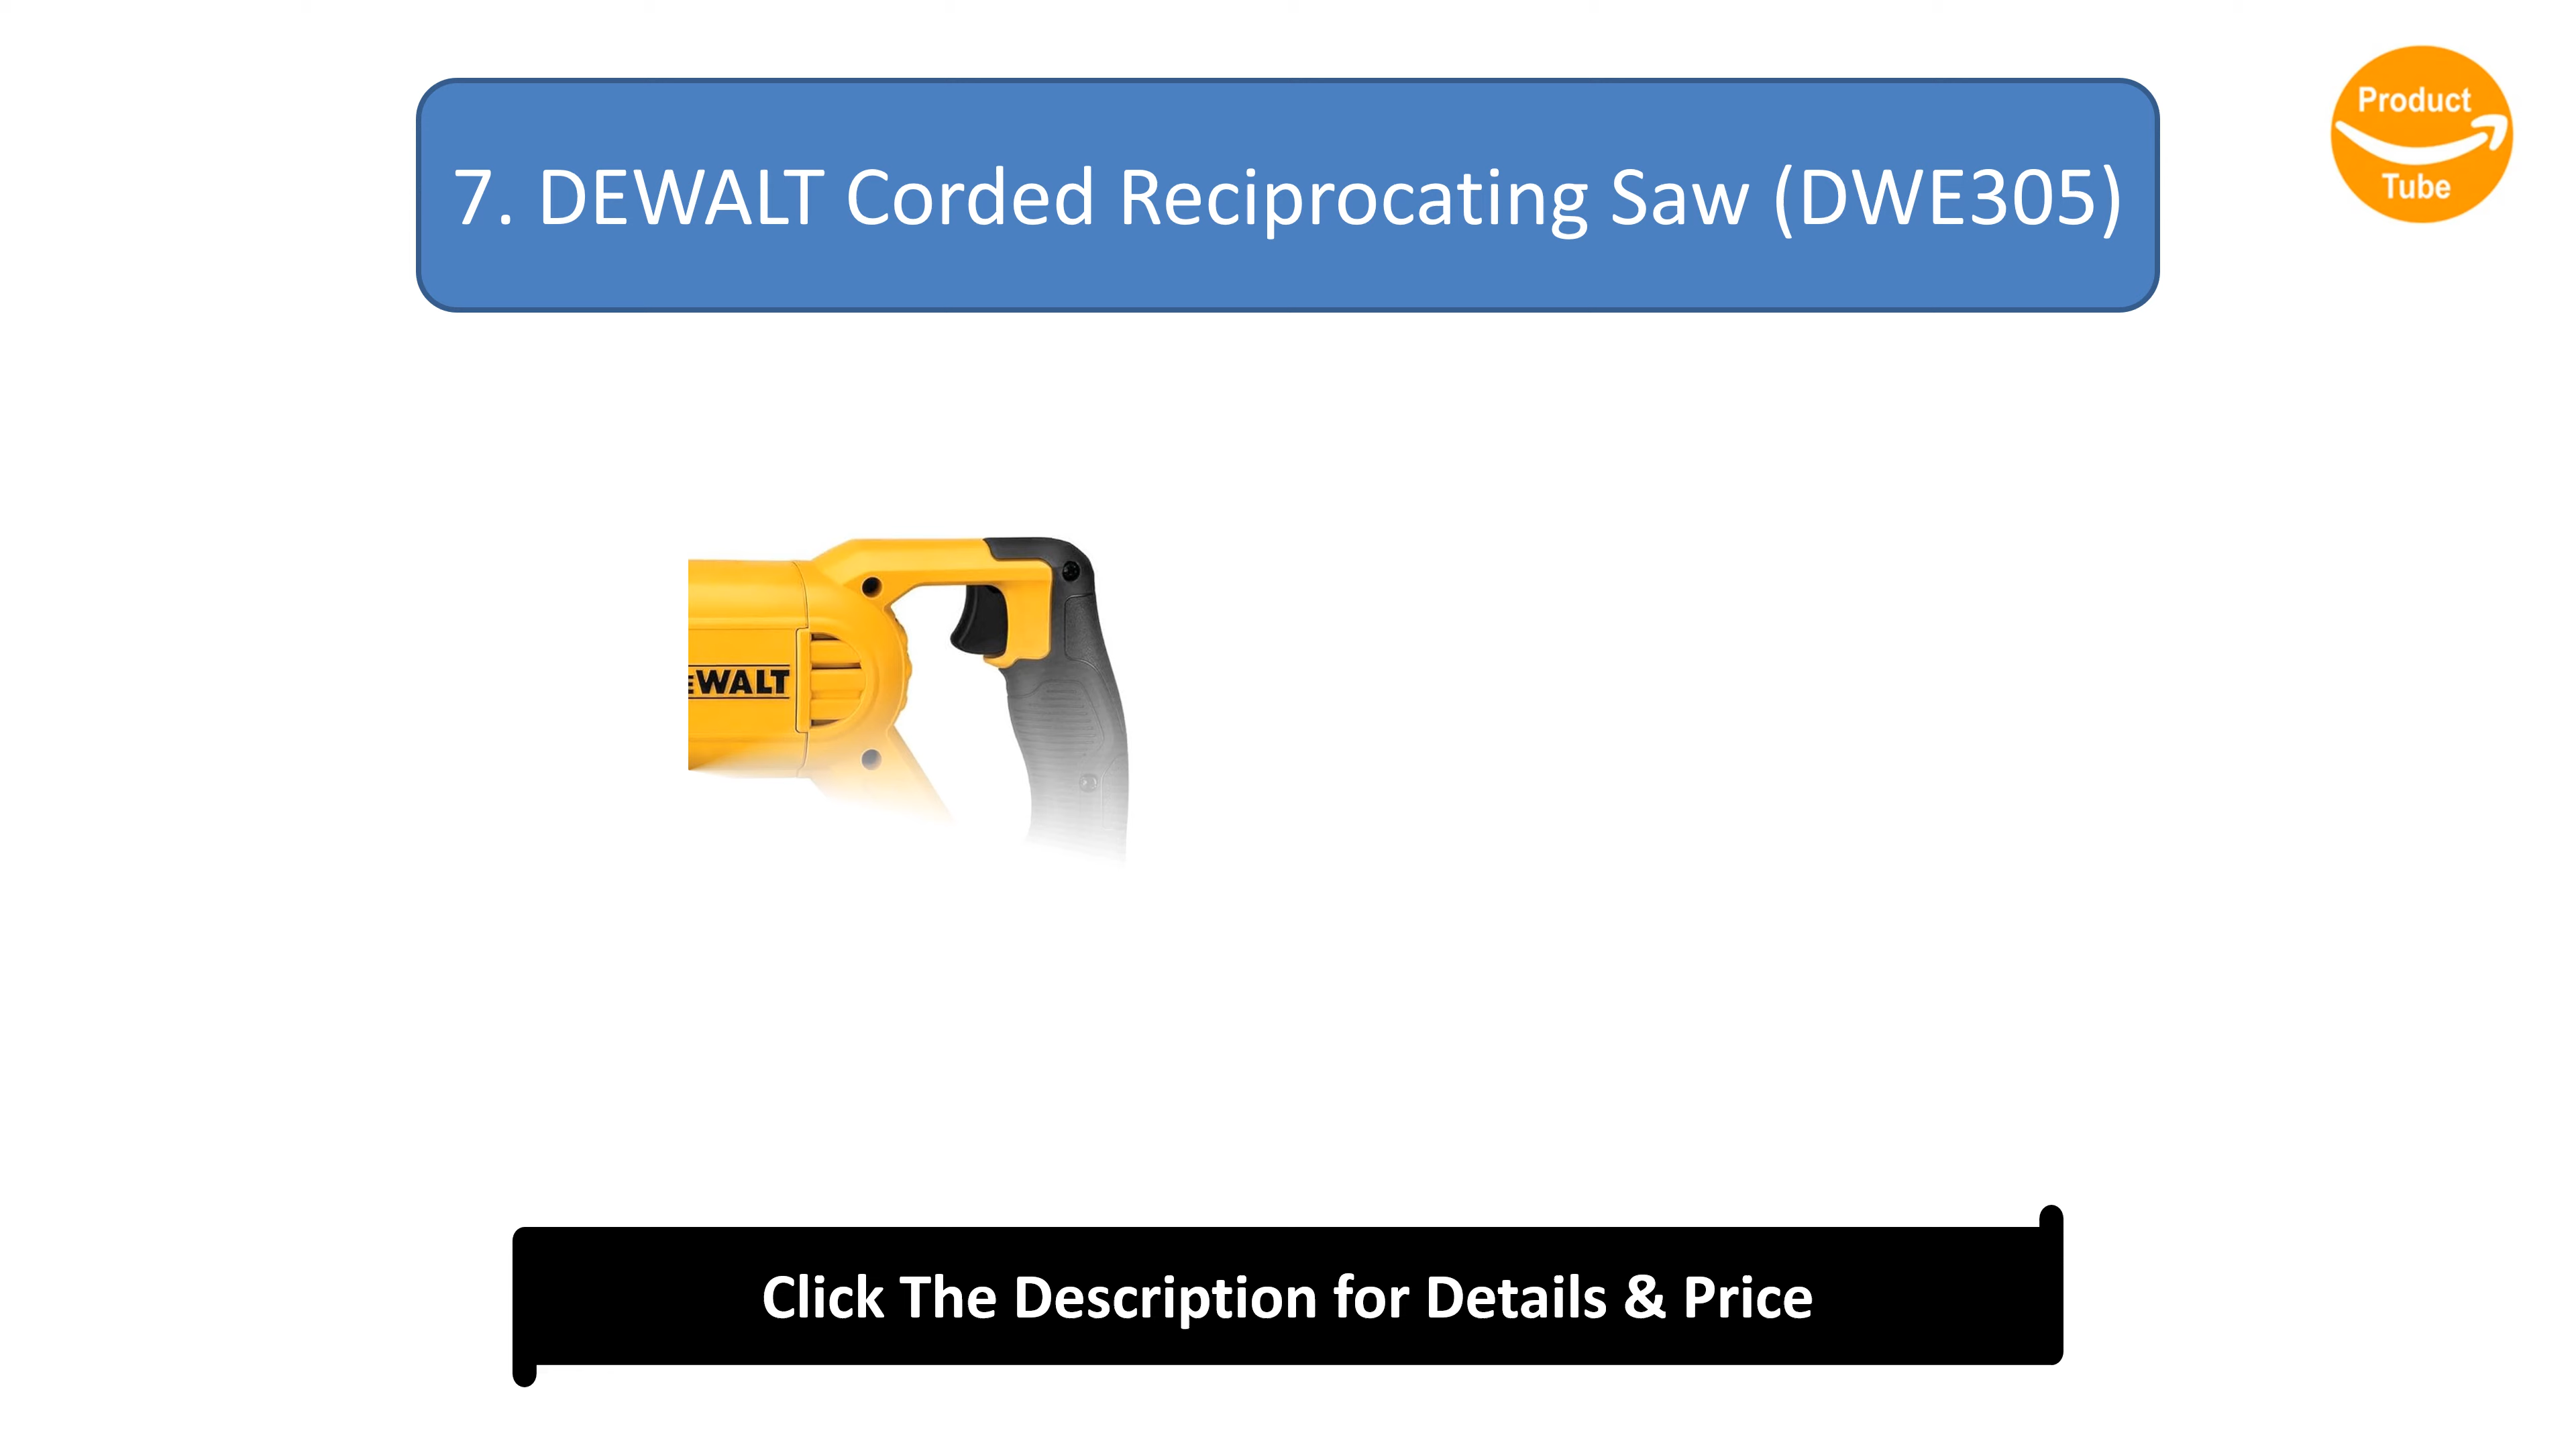 7. DEWALT Corded Reciprocating Saw (DWE305)
Product
Tube
EWALT
Click The Description for Details & Price